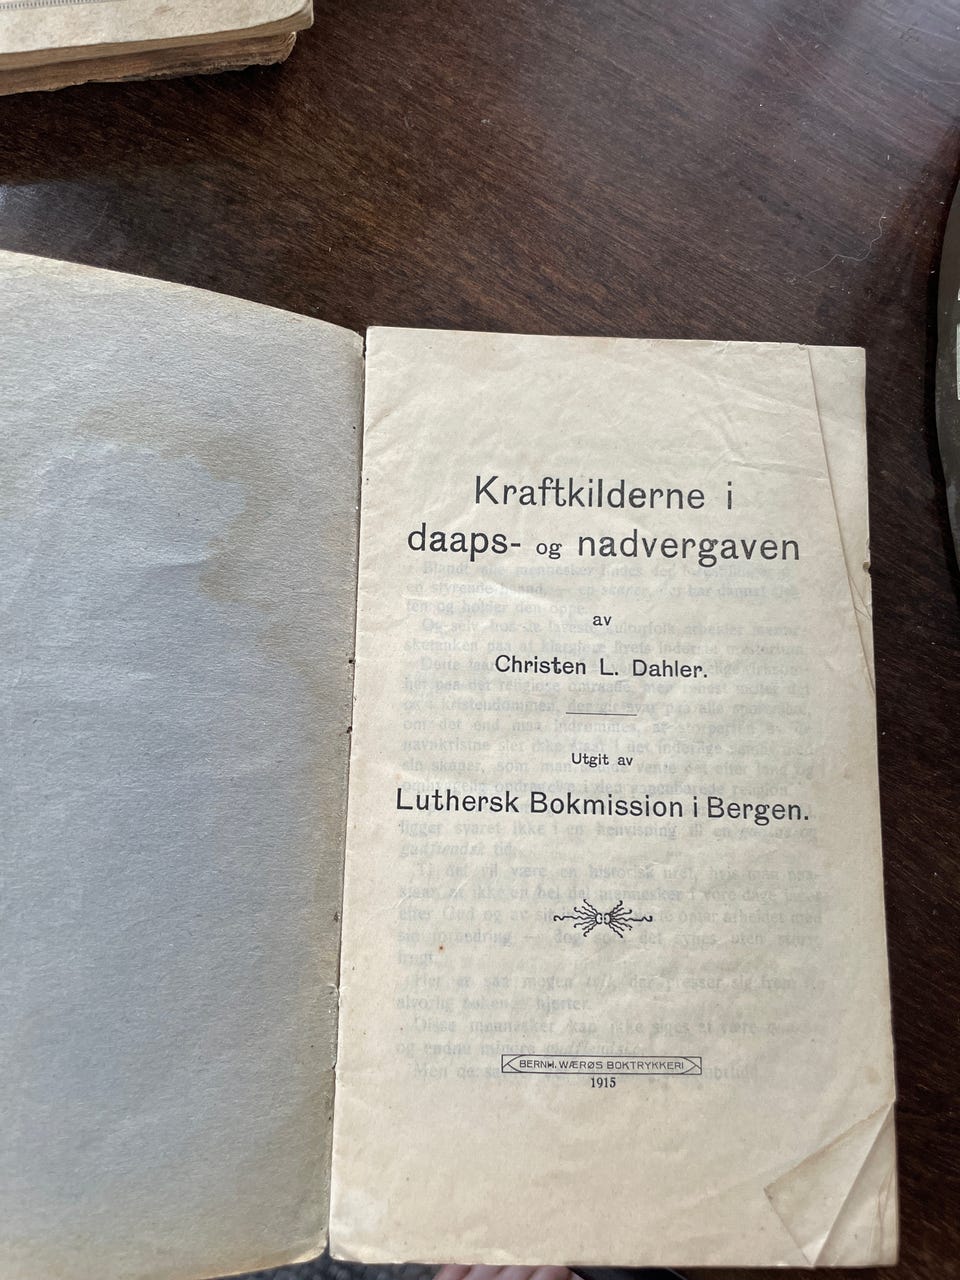 Kraftkilderne i
daaps- og nadvergaven
av
Christen L. Dahler.
Utgit av
Luthersk Bokmission i Bergen.
BERNH. WÆRØS BOKTRYKKERI
1915